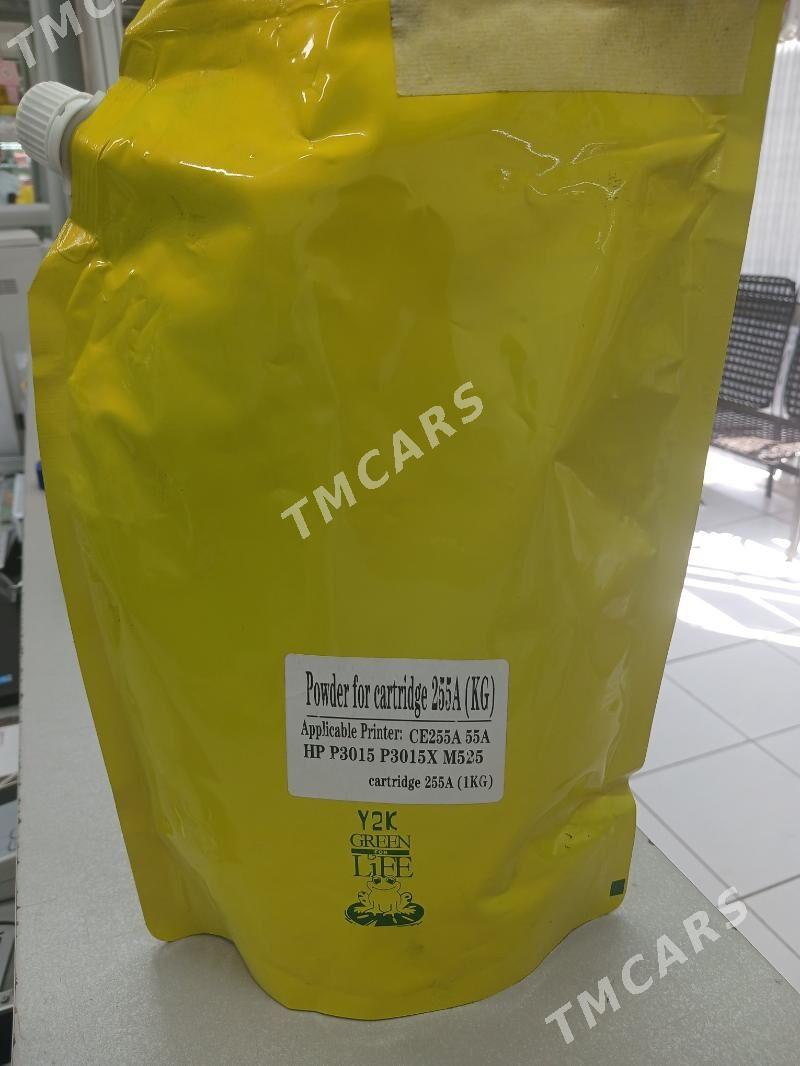 TMCARS
TMCARS
Powder for cartridge 255A (KG)
Applicable Printer: CE255A 55A
HP P3015 P3015X M525
cartridge 255A (1KG)
Y2K
GREEN
FOR
LiFE
TMCARS